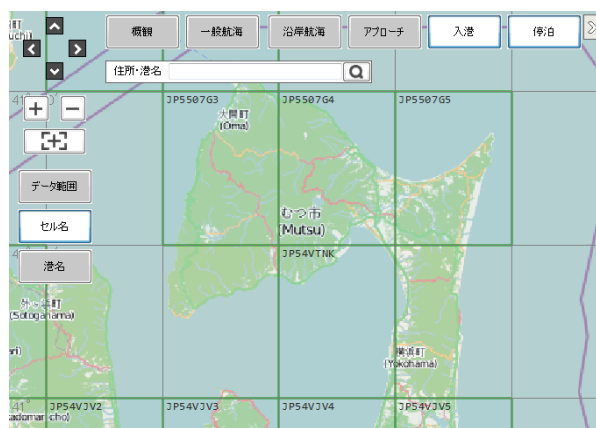 概観 一般航海 沿岸航海 アプローチ 入港 停泊
住所・港名
JP5507G3 JP5507G4 JP5507G5
大間町
(Oma)
データ範囲
むつ市
(Mutsu)
セル名
JP54VTNK
港名
外ヶ浜町
(Sotogahama)
横浜町
(Yokohama)
41°
JP54VJV2 JP54VJV3 JP54VJV4 JP54VJV5